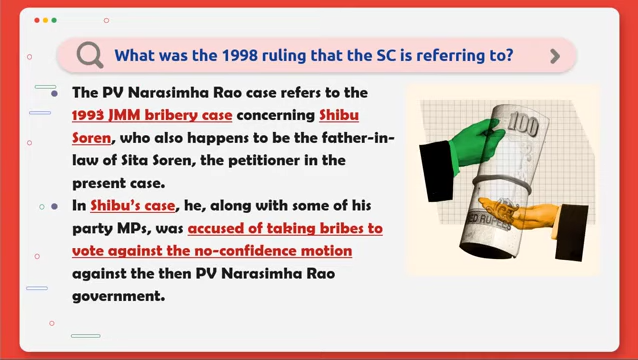 What was the 1998 ruling that the SC is referring to?
The PV Narasimha Rao case refers to the
1993 JMM bribery case concerning Shibu
Soren, who also happens to be the father-in-
law of Sita Soren, the petitioner in the
present case.
In Shibu's case, he, along with some of his
party MPs, was accused of taking bribes to
vote against the no-confidence motion
against the then PV Narasimha Rao
government.
100
RUPEES